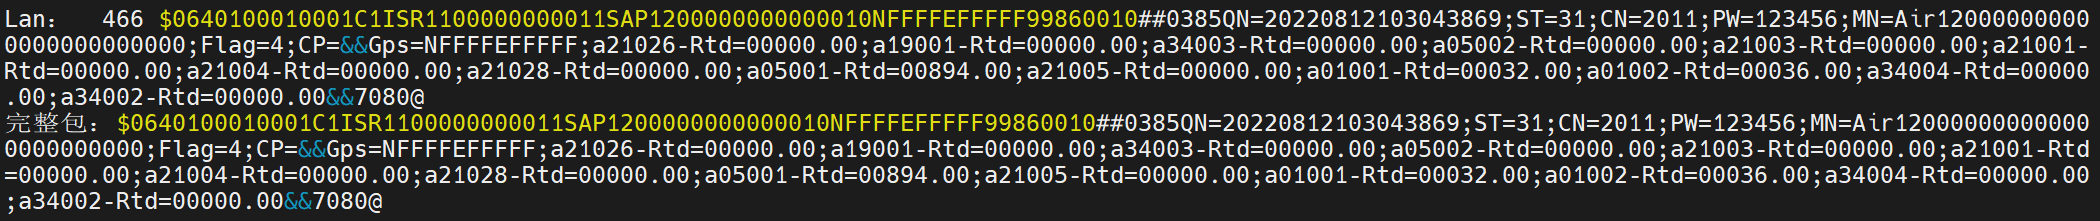 Lan:   466 $0640100010001C1ISR1100000000011SAP1200000000000010NFFFFEFFFFF99860010##0385QN=20220812103043869;ST=31;CN=2011;PW=123456;MN=Air12000000000
0000000000000;Flag=4;CP=&&Gps=NFFFFEFFFFF;a21026-Rtd=00000.00;a19001-Rtd=00000.00;a34003-Rtd=00000.00;a05002-Rtd=00000.00;a21003-Rtd=00000.00;a21001-
Rtd=00000.00;a21004-Rtd=00000.00;a21028-Rtd=00000.00;a05001-Rtd=00894.00;a21005-Rtd=00000.00;a01001-Rtd=00032.00;a01002-Rtd=00036.00;a34004-Rtd=00000
.00;a34002-Rtd=00000.00&&7080@
完整包: $0640100010001C1ISR1100000000011SAP1200000000000010NFFFFEFFFFF99860010##0385QN=20220812103043869;ST=31;CN=2011;PW=123456;MN=Air1200000000000
0000000000;Flag=4;CP=&&Gps=NFFFFEFFFFF;a21026-Rtd=00000.00;a19001-Rtd=00000.00;a34003-Rtd=00000.00;a05002-Rtd=00000.00;a21003-Rtd=00000.00;a21001-Rtd
=00000.00;a21004-Rtd=00000.00;a21028-Rtd=00000.00;a05001-Rtd=00894.00;a21005-Rtd=00000.00;a01001-Rtd=00032.00;a01002-Rtd=00036.00;a34004-Rtd=00000.00
;a34002-Rtd=00000.00&&7080@